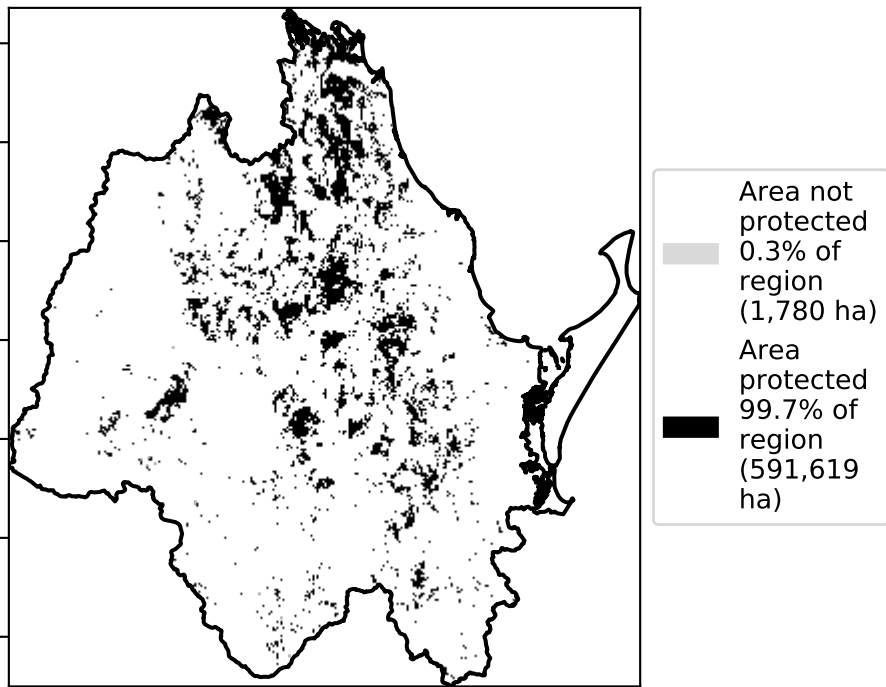 Area not
protected
0.3% of
region
(1,780 ha)
Area
protected
99.7% of
region
(591,619
ha)